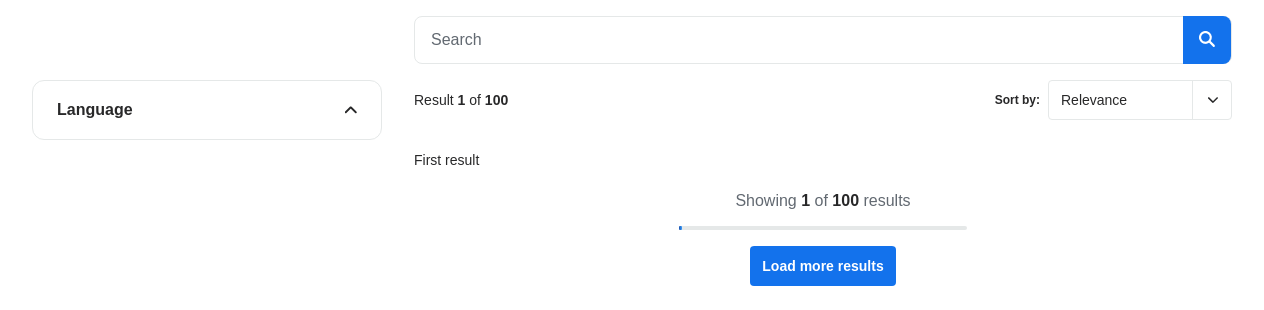 Search
Language
Result 1 of 100
Sort by: Relevance
First result
Showing 1 of 100 results
Load more results